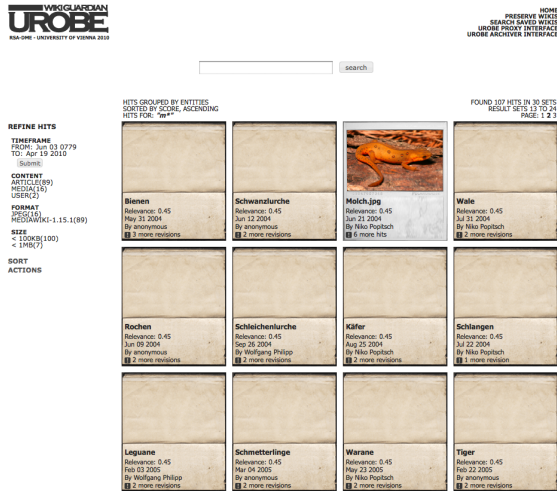 WIKIGUARDIAN
UROBE
RSA-DME - UNIVERSITY OF VIENNA 2010
HOME
PRESERVE WIKIS
SEARCH SAVED WIKIS
UROBE PROXY INTERFACE
UROBE ARCHIVER INTERFACE
search
HITS GROUPED BY ENTITIES
SORTED BY SCORE, ASCENDING
HITS FOR: "m*"
FOUND 107 HITS IN 30 SETS
RESULT SETS 13 TO 24
PAGE: 1 2 3
REFINE HITS
TIMEFRAME
FROM: Jun 03 0779
TO: Apr 19 2010
Submit
CONTENT
ARTICLE(89)
MEDIA(16)
USER(2)
FORMAT
JPEG(16)
MEDIAWIKI-1.15.1(89)
SIZE
< 100KB(100)
< 1MB(7)
SORT
ACTIONS
Bienen
Relevance: 0.45
May 31 2004
By anonymous
! 3 more revisions
Schwanzlurche
Relevance: 0.45
Jun 12 2004
By anonymous
! 2 more revisions
Molch.jpg
Relevance: 0.45
Jun 21 2004
By Niko Popitsch
! 6 more hits
Wale
Relevance: 0.45
Jul 31 2004
By Niko Popitsch
! 2 more revisions
Rochen
Relevance: 0.45
Jun 09 2004
By anonymous
! 2 more revisions
Schleichenlurche
Relevance: 0.45
Sep 26 2004
By Wolfgang Philipp
! 2 more revisions
Käfer
Relevance: 0.45
Aug 25 2004
By Niko Popitsch
! 2 more revisions
Schlangen
Relevance: 0.45
Jul 22 2004
By Niko Popitsch
! 1 more revision
Leguane
Relevance: 0.45
Feb 03 2005
By Wolfgang Philipp
! 2 more revisions
Schmetterlinge
Relevance: 0.45
Mar 04 2005
By anonymous
! 2 more revisions
Warane
Relevance: 0.45
May 23 2005
By Niko Popitsch
! 2 more revisions
Tiger
Relevance: 0.45
Feb 22 2005
By anonymous
! 2 more revisions